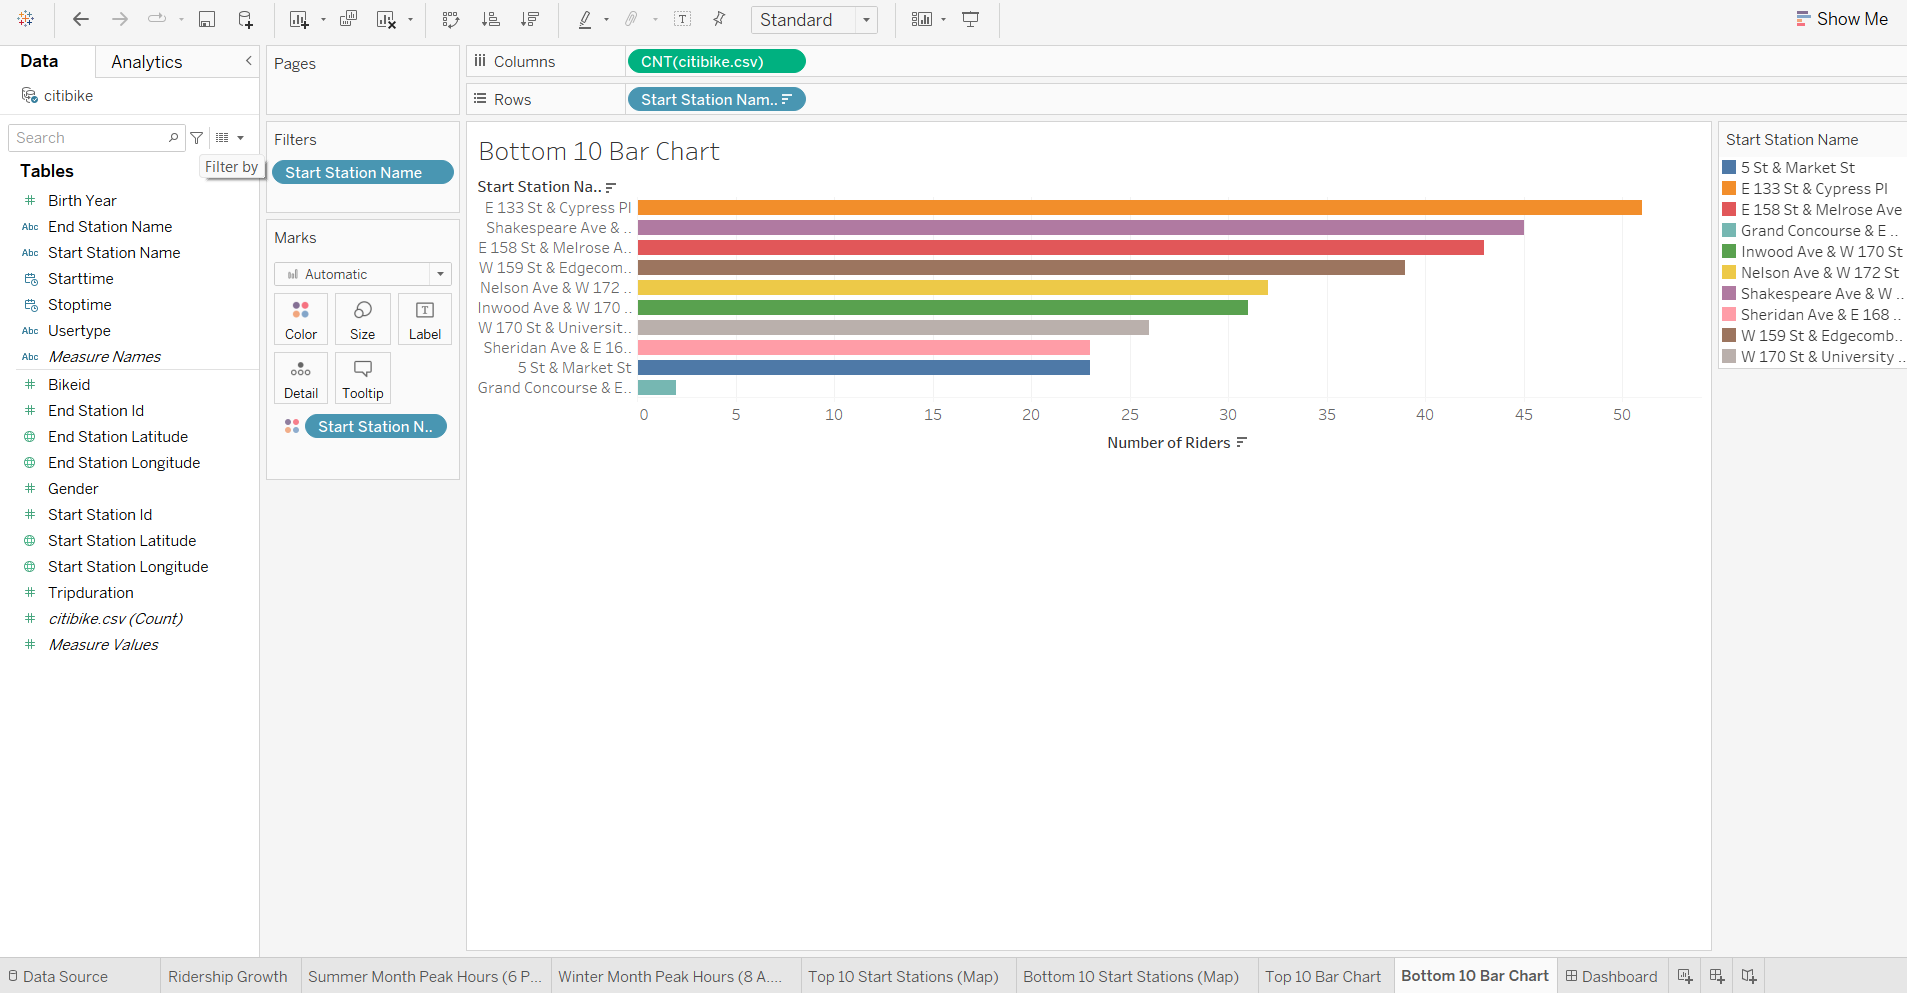 Standard
Show Me
Data
Analytics
citibike
Search
Filter by
Tables
Birth Year
Abc End Station Name
Abc Start Station Name
Starttime
Stoptime
Abc Usertype
Abc Measure Names
Bikeid
End Station Id
End Station Latitude
End Station Longitude
Gender
Start Station Id
Start Station Latitude
Start Station Longitude
Tripduration
citibike.csv (Count)
Measure Values
Pages
Filters
Start Station Name
Marks
Automatic
Color
Size
Label
Detail
Tooltip
Start Station N..
Columns
CNT(citibike.csv)
Rows
Start Station Nam..
Bottom 10 Bar Chart
Start Station Na..
E 133 St & Cypress Pl
Shakespeare Ave & ..
E 158 St & Melrose A..
W 159 St & Edgecom..
Nelson Ave & W 172 ..
Inwood Ave & W 170 ..
W 170 St & Universit..
Sheridan Ave & E 16..
5 St & Market St
Grand Concourse & E..
0 5 10 15 20 25 30 35 40 45 50
Number of Riders
Start Station Name
5 St & Market St
E 133 St & Cypress Pl
E 158 St & Melrose Ave
Grand Concourse & E ..
Inwood Ave & W 170 St
Nelson Ave & W 172 St
Shakespeare Ave & W ..
Sheridan Ave & E 168 ..
W 159 St & Edgecomb..
W 170 St & University ..
Data Source
Ridership Growth
Summer Month Peak Hours (6 P...
Winter Month Peak Hours (8 A....
Top 10 Start Stations (Map)
Bottom 10 Start Stations (Map)
Top 10 Bar Chart
Bottom 10 Bar Chart
Dashboard